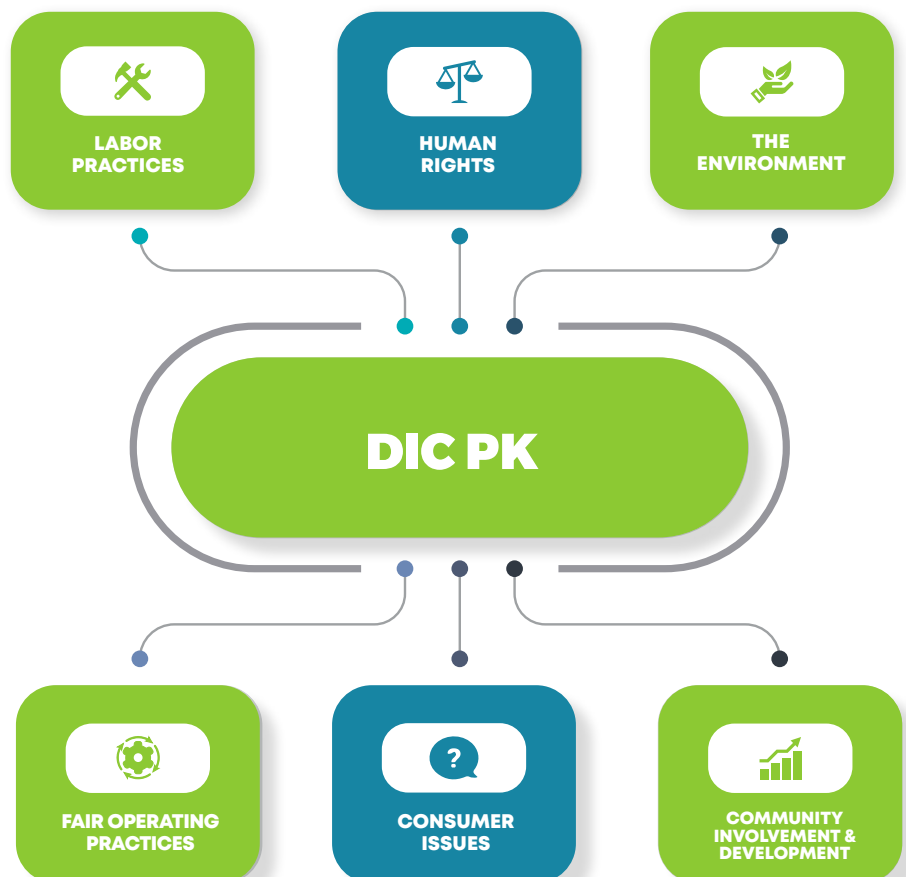 LABOR
PRACTICES
HUMAN
RIGHTS
THE
ENVIRONMENT
DIC PK
FAIR OPERATING
PRACTICES
?
CONSUMER
ISSUES
COMMUNITY
INVOLVEMENT &
DEVELOPMENT